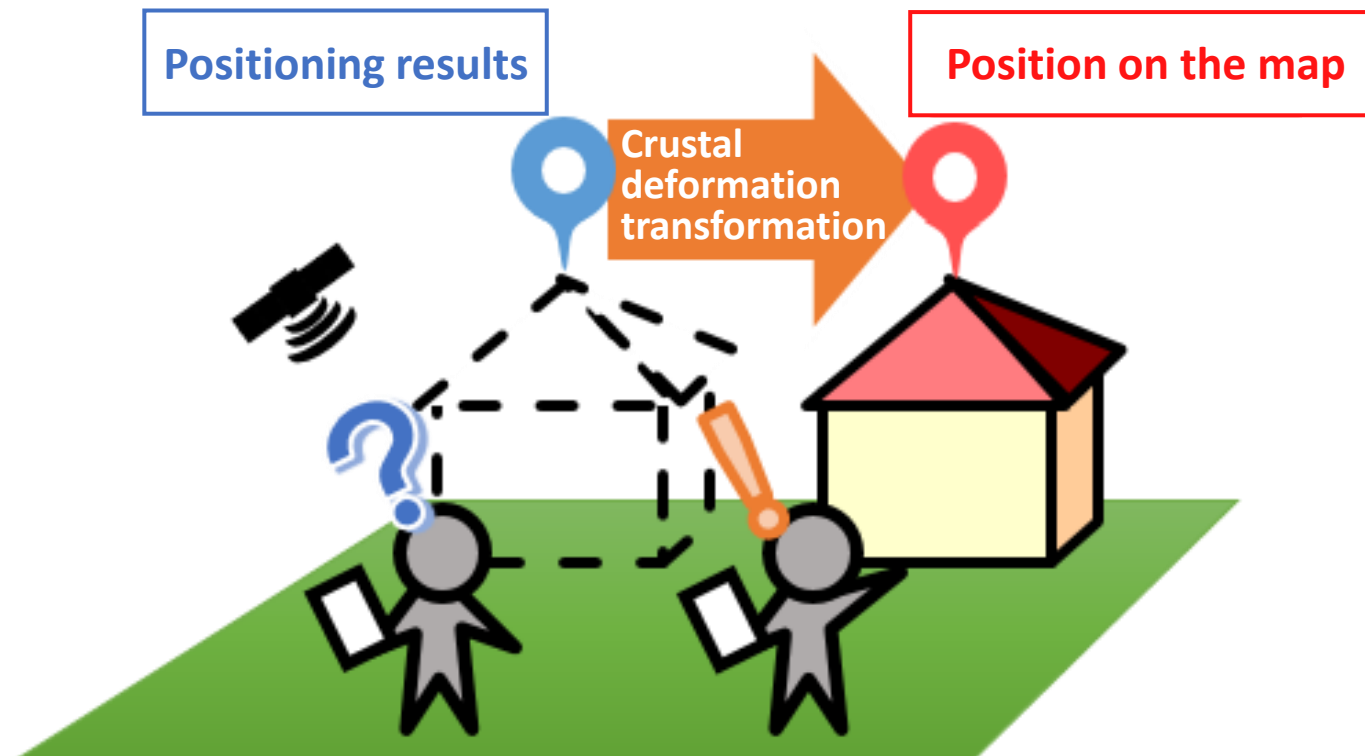 Positioning results
Position on the map
Crustal
deformation
transformation
?
!